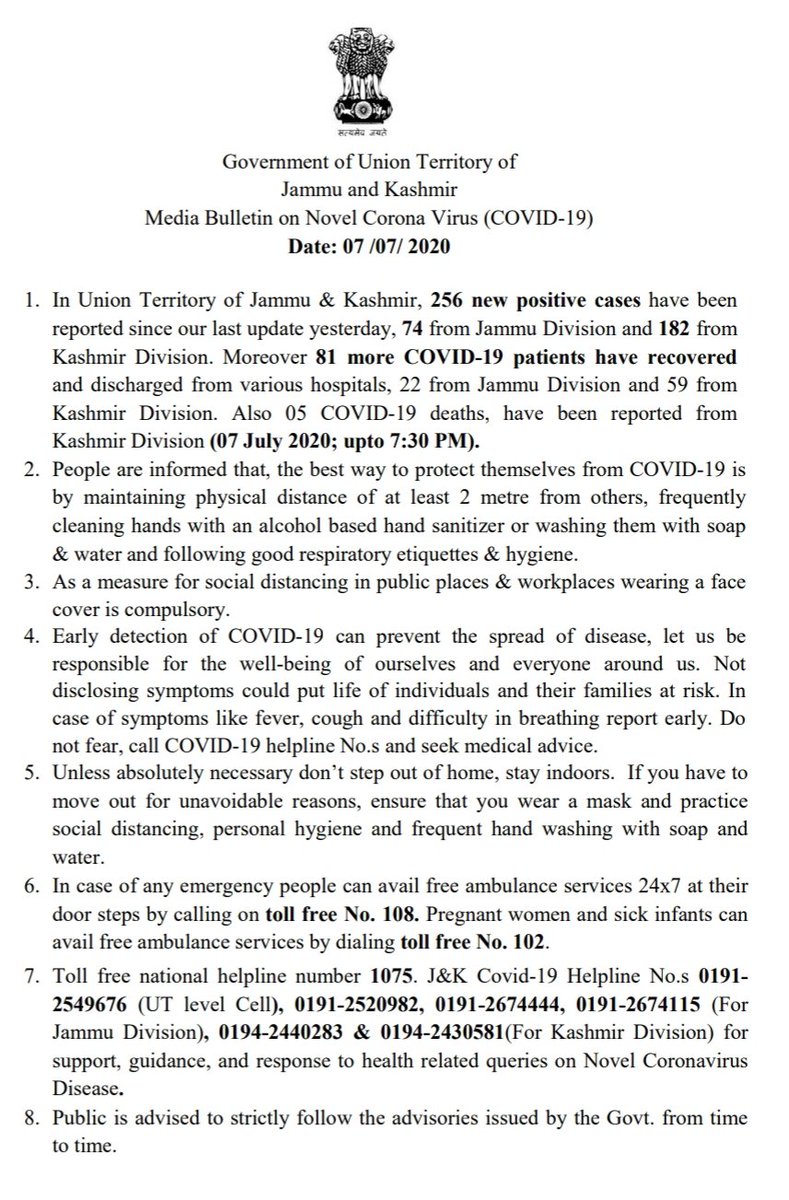 सत्यमेव जयते
Government of Union Territory of
Jammu and Kashmir
Media Bulletin on Novel Corona Virus (COVID-19)
Date: 07 /07/ 2020
1. In Union Territory of Jammu & Kashmir, 256 new positive cases have been
reported since our last update yesterday, 74 from Jammu Division and 182 from
Kashmir Division. Moreover 81 more COVID-19 patients have recovered
and discharged from various hospitals, 22 from Jammu Division and 59 from
Kashmir Division. Also 05 COVID-19 deaths, have been reported from
Kashmir Division (07 July 2020; upto 7:30 PM).
2. People are informed that, the best way to protect themselves from COVID-19 is
by maintaining physical distance of at least 2 metre from others, frequently
cleaning hands with an alcohol based hand sanitizer or washing them with soap
& water and following good respiratory etiquettes & hygiene.
3. As a measure for social distancing in public places & workplaces wearing a face
cover is compulsory.
4. Early detection of COVID-19 can prevent the spread of disease, let us be
responsible for the well-being of ourselves and everyone around us. Not
disclosing symptoms could put life of individuals and their families at risk. In
case of symptoms like fever, cough and difficulty in breathing report early. Do
not fear, call COVID-19 helpline No.s and seek medical advice.
5. Unless absolutely necessary don’t step out of home, stay indoors. If you have to
move out for unavoidable reasons, ensure that you wear a mask and practice
social distancing, personal hygiene and frequent hand washing with soap and
water.
6. In case of any emergency people can avail free ambulance services 24x7 at their
door steps by calling on toll free No. 108. Pregnant women and sick infants can
avail free ambulance services by dialing toll free No. 102.
7. Toll free national helpline number 1075. J&K Covid-19 Helpline No.s 0191-
2549676 (UT level Cell), 0191-2520982, 0191-2674444, 0191-2674115 (For
Jammu Division), 0194-2440283 & 0194-2430581(For Kashmir Division) for
support, guidance, and response to health related queries on Novel Coronavirus
Disease.
8. Public is advised to strictly follow the advisories issued by the Govt. from time
to time.